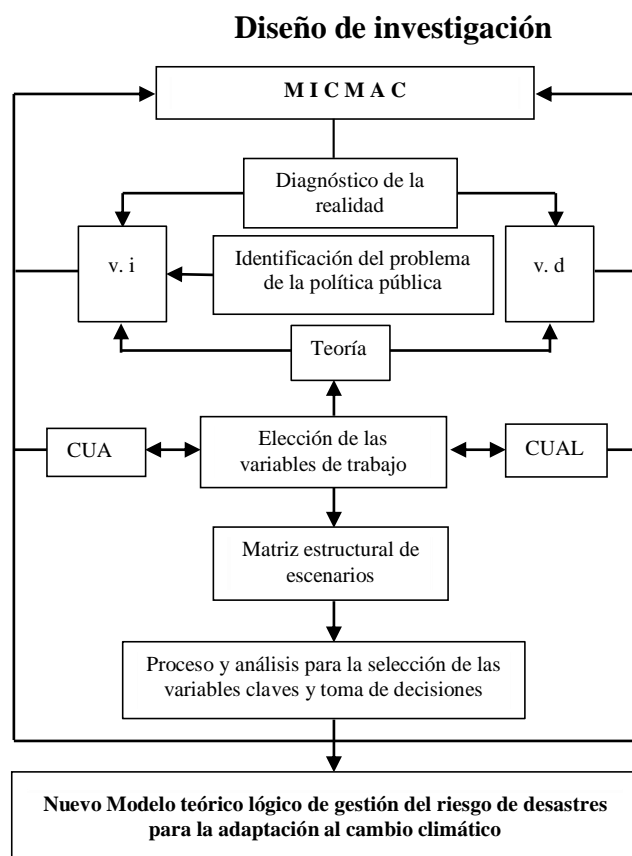 Diseño de investigación
M I C M A C
Diagnóstico de la
realidad
v. i
Identificación del problema
de la política pública
v. d
Teoría
CUA
Elección de las
variables de trabajo
CUAL
Matriz estructural de
escenarios
Proceso y análisis para la selección de las
variables claves y toma de decisiones
Nuevo Modelo teórico lógico de gestión del riesgo de desastres
para la adaptación al cambio climático